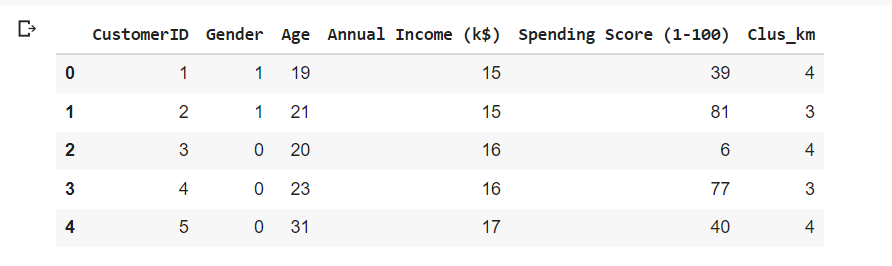 CustomerID Gender Age Annual Income (k$) Spending Score (1-100) Clus_km
0 1 1 19 15 39 4
1 2 1 21 15 81 3
2 3 0 20 16 6 4
3 4 0 23 16 77 3
4 5 0 31 17 40 4